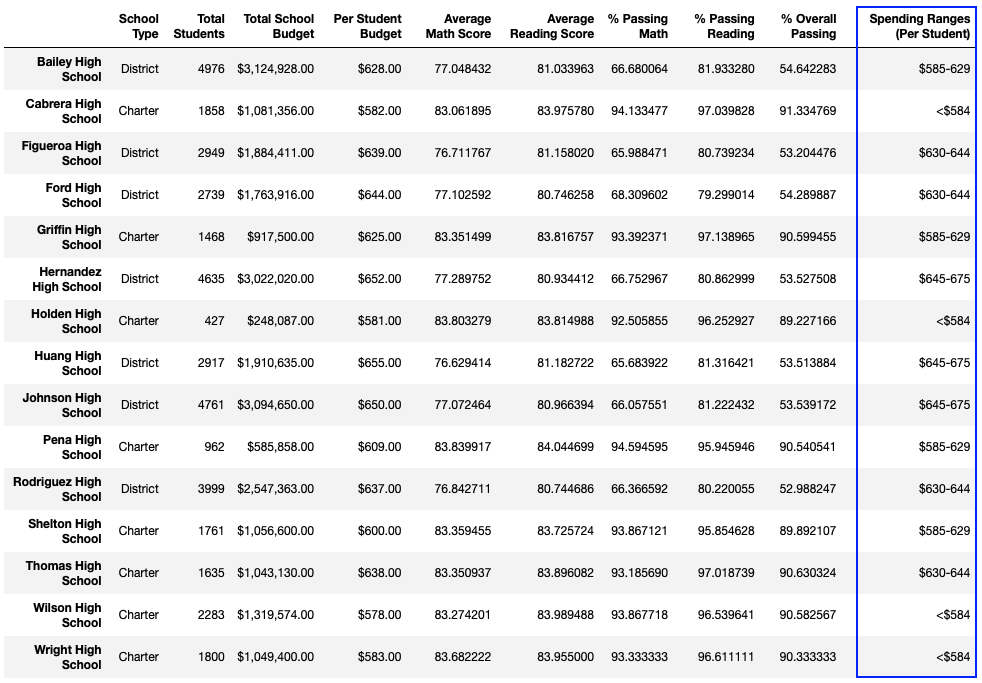 School Type Total Students Total School Budget Per Student Budget Average Math Score Average Reading Score % Passing Math % Passing Reading % Overall Passing Spending Ranges (Per Student)
Bailey High School District 4976 $3,124,928.00 $628.00 77.048432 81.033963 66.680064 81.933280 54.642283 $585-629
Cabrera High School Charter 1858 $1,081,356.00 $582.00 83.061895 83.975780 94.133477 97.039828 91.334769 <$584
Figueroa High School District 2949 $1,884,411.00 $639.00 76.711767 81.158020 65.988471 80.739234 53.204476 $630-644
Ford High School District 2739 $1,763,916.00 $644.00 77.102592 80.746258 68.309602 79.299014 54.289887 $630-644
Griffin High School Charter 1468 $917,500.00 $625.00 83.351499 83.816757 93.392371 97.138965 90.599455 $585-629
Hernandez High School District 4635 $3,022,020.00 $652.00 77.289752 80.934412 66.752967 80.862999 53.527508 $645-675
Holden High School Charter 427 $248,087.00 $581.00 83.803279 83.814988 92.505855 96.252927 89.227166 <$584
Huang High School District 2917 $1,910,635.00 $655.00 76.629414 81.182722 65.683922 81.316421 53.513884 $645-675
Johnson High School District 4761 $3,094,650.00 $650.00 77.072464 80.966394 66.057551 81.222432 53.539172 $645-675
Pena High School Charter 962 $585,858.00 $609.00 83.839917 84.044699 94.594595 95.945946 90.540541 $585-629
Rodriguez High School District 3999 $2,547,363.00 $637.00 76.842711 80.744686 66.366592 80.220055 52.988247 $630-644
Shelton High School Charter 1761 $1,056,600.00 $600.00 83.359455 83.725724 93.867121 95.854628 89.892107 $585-629
Thomas High School Charter 1635 $1,043,130.00 $638.00 83.350937 83.896082 93.185690 97.018739 90.630324 $630-644
Wilson High School Charter 2283 $1,319,574.00 $578.00 83.274201 83.989488 93.867718 96.539641 90.582567 <$584
Wright High School Charter 1800 $1,049,400.00 $583.00 83.682222 83.955000 93.333333 96.611111 90.333333 <$584